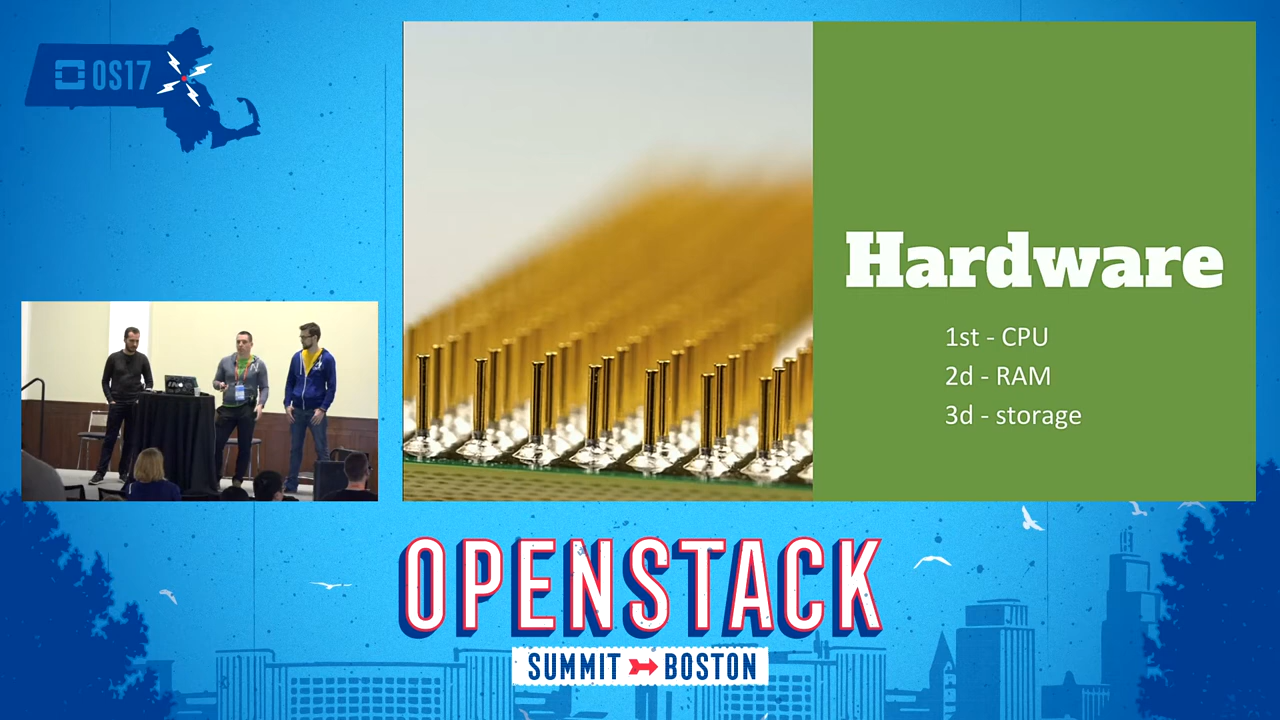 OS17
Hardware
1st - CPU
2d - RAM
3d - storage
OPENSTACK
SUMMIT BOSTON